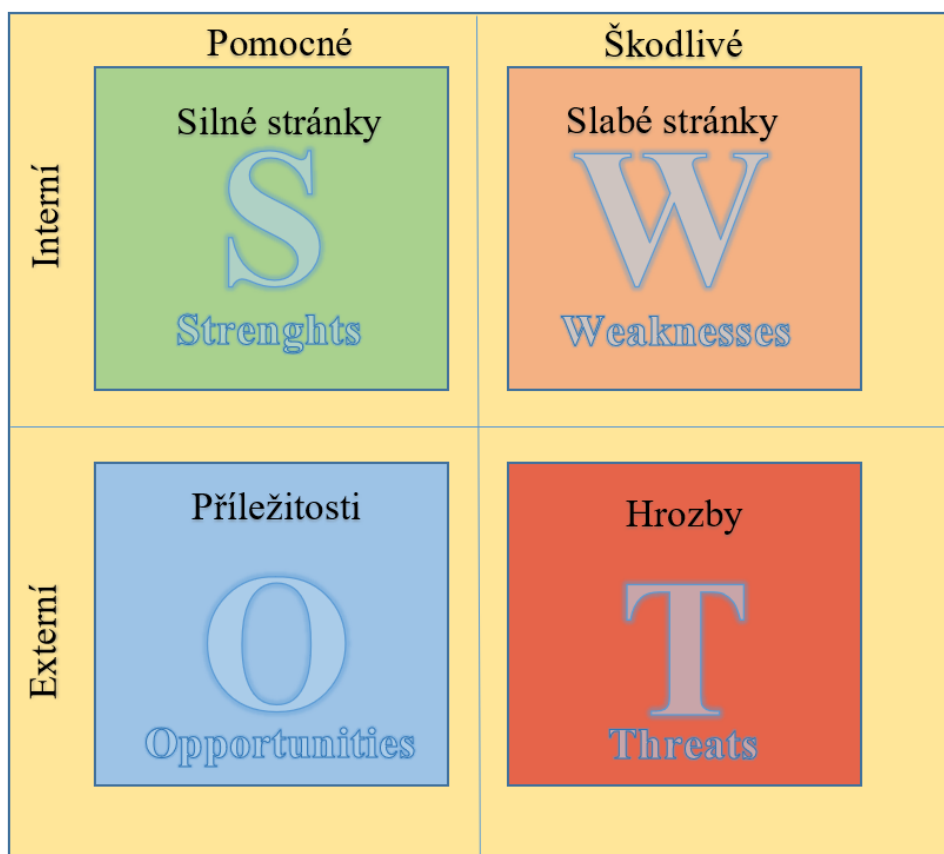 Pomocné
Škodlivé
Interní
Silné stránky
S
Strenghts
Slabé stránky
W
Weaknesses
Externí
Příležitosti
O
Opportunities
Hrozby
T
Threats